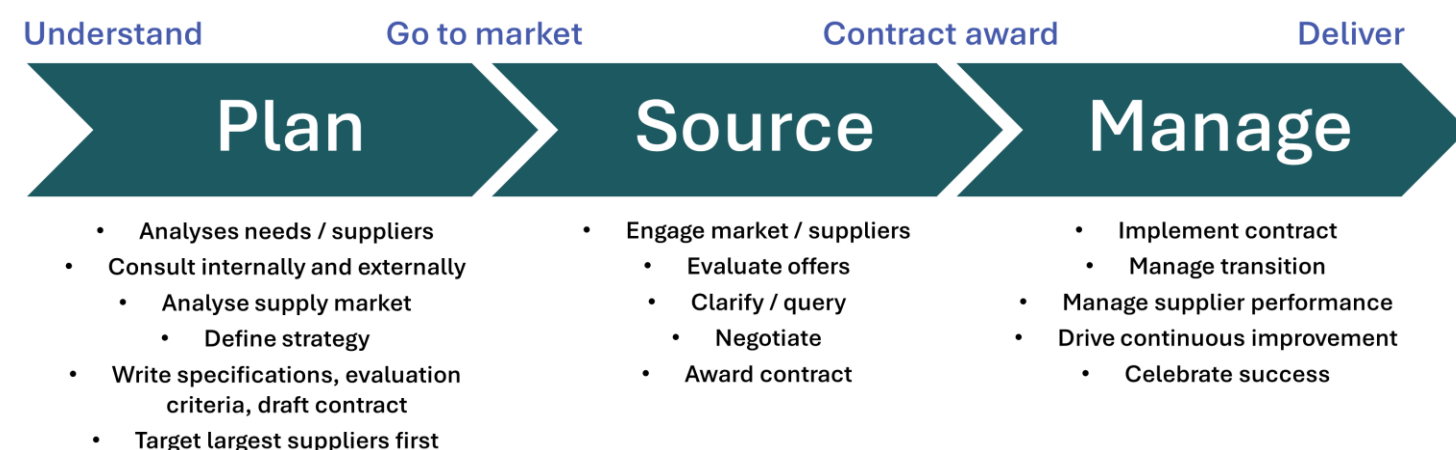 Understand
Go to market
Contract award
Deliver
Plan
Source
Manage
• Analyses needs / suppliers
• Consult internally and externally
• Analyse supply market
• Define strategy
• Write specifications, evaluation
criteria, draft contract
• Target largest suppliers first
• Engage market / suppliers
• Evaluate offers
• Clarify / query
• Negotiate
• Award contract
• Implement contract
• Manage transition
• Manage supplier performance
• Drive continuous improvement
• Celebrate success